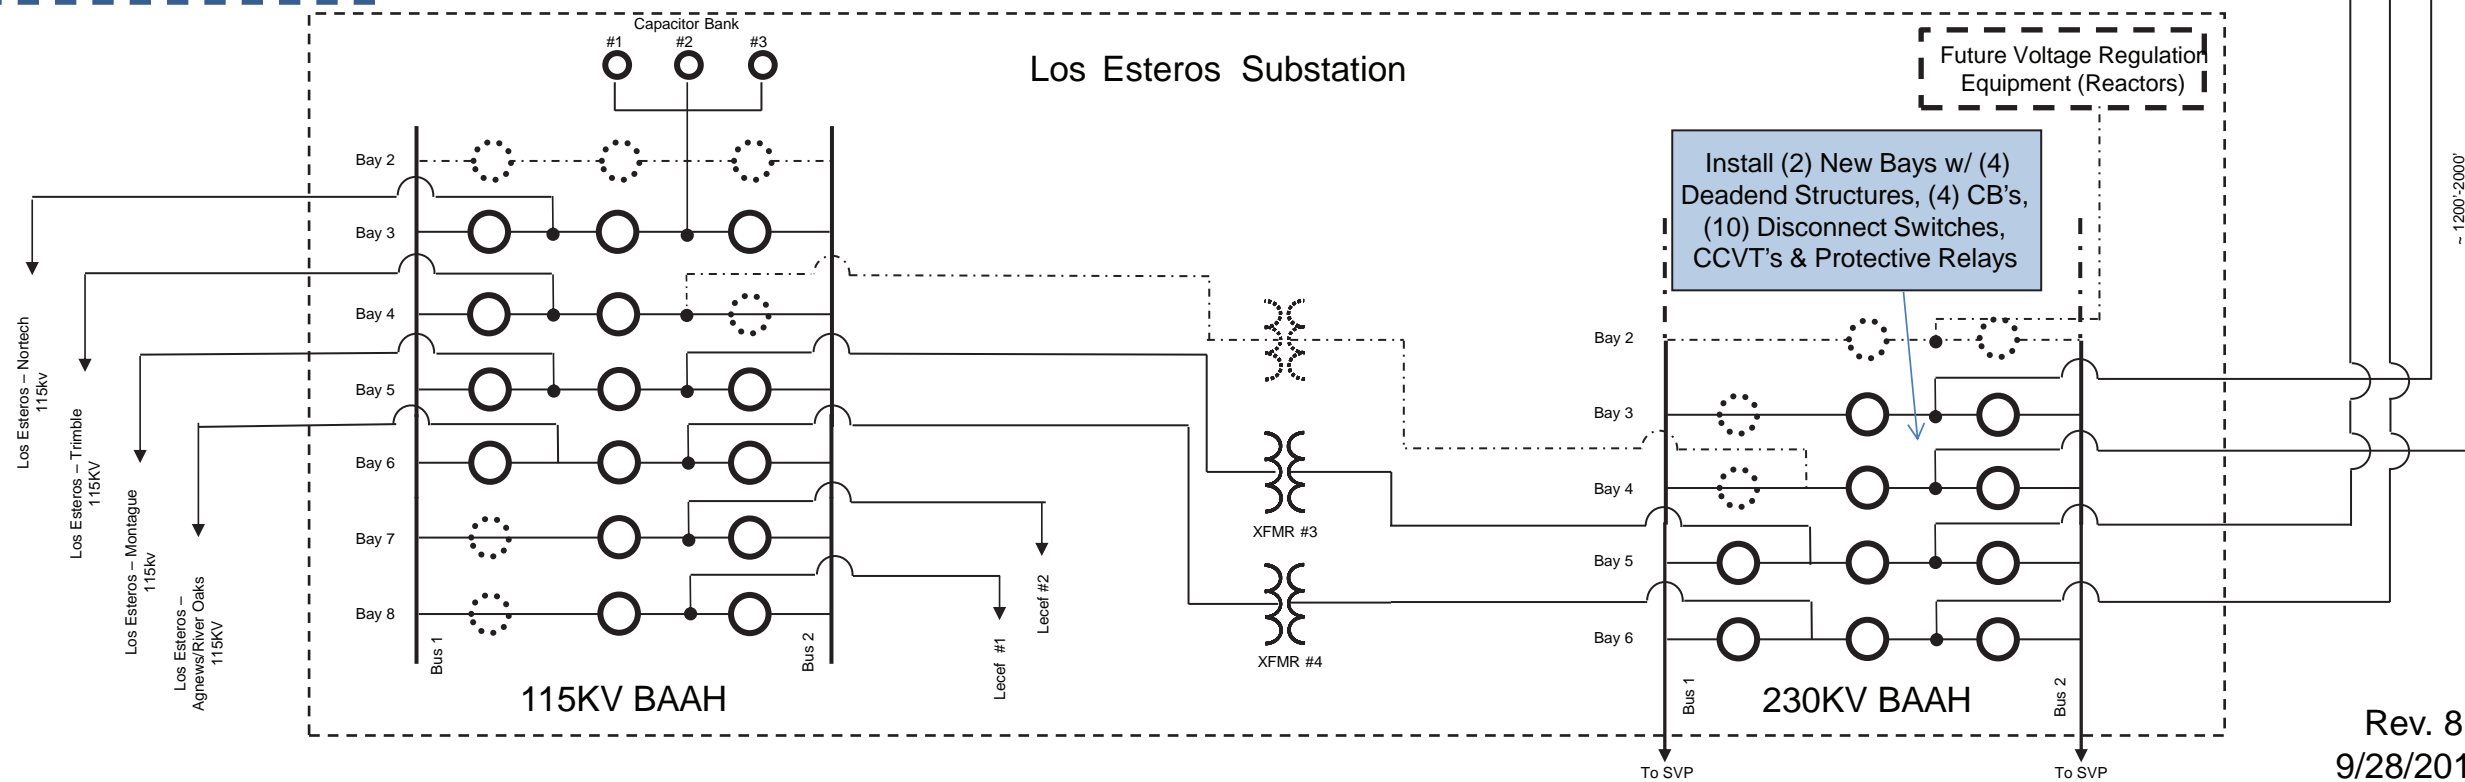 Capacitor Bank
#1 #2 #3
Los Esteros Substation
Future Voltage Regulation
Equipment (Reactors)
Install (2) New Bays w/ (4)
Deadend Structures, (4) CB's,
(10) Disconnect Switches,
CCVT's & Protective Relays
~ 1200'-2000'
Bay 2
Bay 3
Bay 4
Bay 5
Bay 6
Bay 7
Bay 8
Los Esteros – Nortech
115kv
Los Esteros – Trimble
115KV
Los Esteros – Montague
115kv
Los Esteros –
Agnews/River Oaks
115KV
Bus 1
Bus 2
115KV BAAH
Lecef #1
Lecef #2
XFMR #3
XFMR #4
Bay 2
Bay 3
Bay 4
Bay 5
Bay 6
Bus 1
Bus 2
230KV BAAH
To SVP
To SVP
Rev. 8
9/28/201